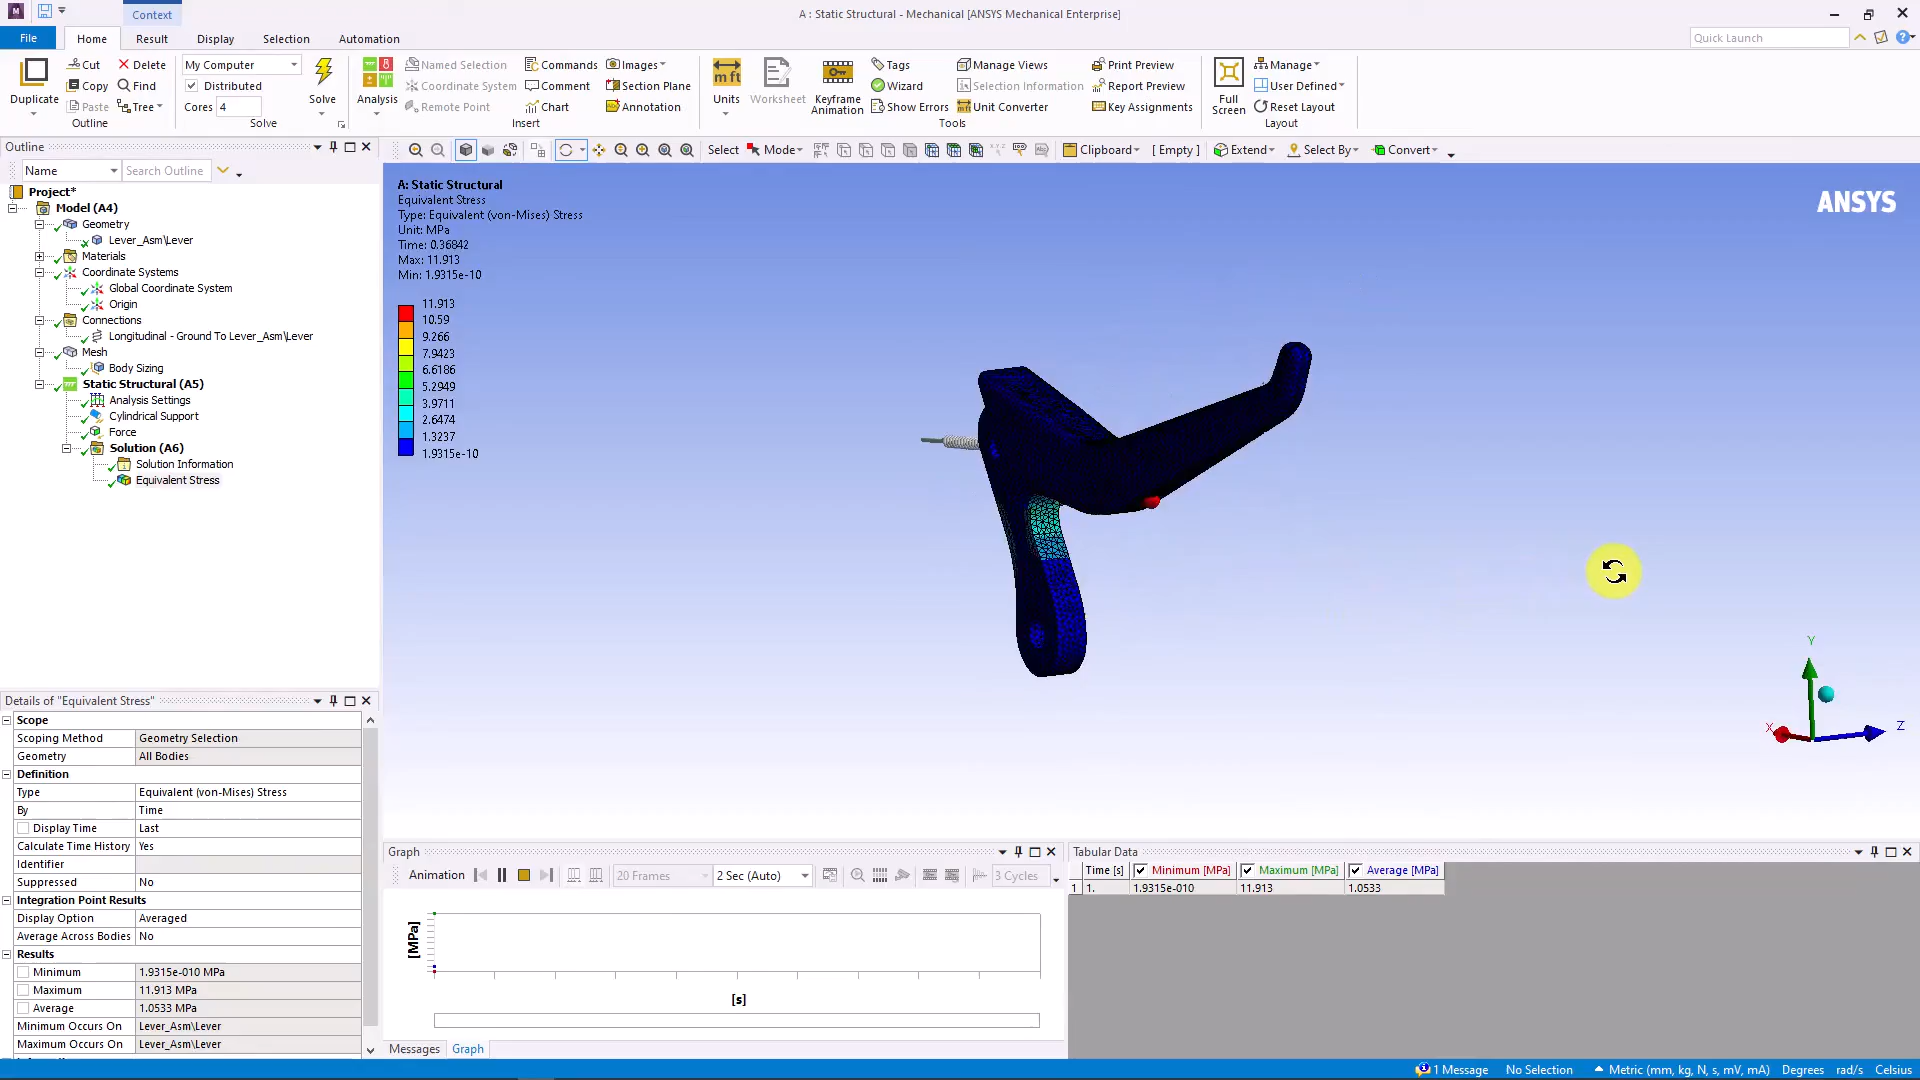 M
Context
A : Static Structural - Mechanical [ANSYS Mechanical Enterprise]
File Home Result Display Selection Automation
Quick Launch
Duplicate
Cut
Copy
Paste
Delete
Find
Tree
Outline
My Computer
Distributed
Cores 4
Solve
Solve
Analysis
Named Selection
Coordinate System
Remote Point
Commands
Comment
Chart
Images
Section Plane
Annotation
Insert
Units
Worksheet
Keyframe
Animation
Tags
Wizard
Show Errors
Manage Views
Selection Information
Unit Converter
Print Preview
Report Preview
Key Assignments
Tools
Full
Screen
Manage
User Defined
Reset Layout
Layout
Outline
Name
Search Outline
Select Mode Clipboard [ Empty ] Extend Select By Convert
Project*
Model (A4)
Geometry
Lever_Asm\Lever
Materials
Coordinate Systems
Global Coordinate System
Origin
Connections
Longitudinal - Ground To Lever_Asm\Lever
Mesh
Body Sizing
Static Structural (A5)
Analysis Settings
Cylindrical Support
Force
Solution (A6)
Solution Information
Equivalent Stress
A: Static Structural
Equivalent Stress
Type: Equivalent (von-Mises) Stress
Unit: MPa
Time: 0.36842
Max: 11.913
Min: 1.9315e-10
11.913
10.59
9.266
7.9423
6.6186
5.2949
3.9711
2.6474
1.3237
1.9315e-10
ANSYS
Y
X
Z
Details of "Equivalent Stress"
Scope
Scoping Method Geometry Selection
Geometry All Bodies
Definition
Type Equivalent (von-Mises) Stress
By Time
Display Time Last
Calculate Time History Yes
Identifier
Suppressed No
Integration Point Results
Display Option Averaged
Average Across Bodies No
Results
Minimum 1.9315e-010 MPa
Maximum 11.913 MPa
Average 1.0533 MPa
Minimum Occurs On Lever_Asm\Lever
Maximum Occurs On Lever_Asm\Lever
Graph
Animation 20 Frames 2 Sec (Auto) 3 Cycles
[MPa]
[s]
Messages Graph
Tabular Data
Time [s] Minimum [MPa] Maximum [MPa] Average [MPa]
1 1. 1.9315e-010 11.913 1.0533
1 Message No Selection Metric (mm, kg, N, s, mV, mA) Degrees rad/s Celsius